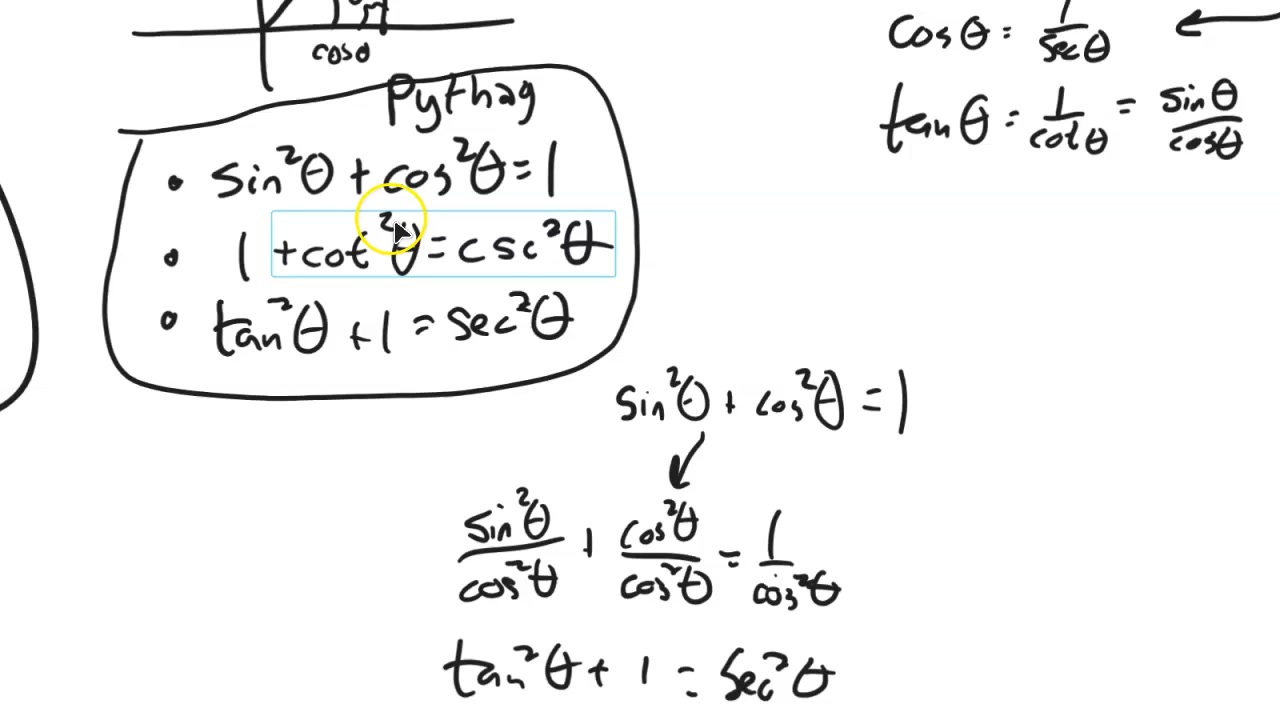 cosθ
Pythag
• sin²θ + cos²θ = 1
• 1 + cot²θ = csc²θ
• tan²θ + 1 = sec²θ
cosθ = 1/secθ
tanθ = 1/cotθ = sinθ/cosθ
sin²θ + cos²θ = 1
sin²θ/cos²θ + cos²θ/cos²θ = 1/cos²θ
tan²θ + 1 = sec²θ